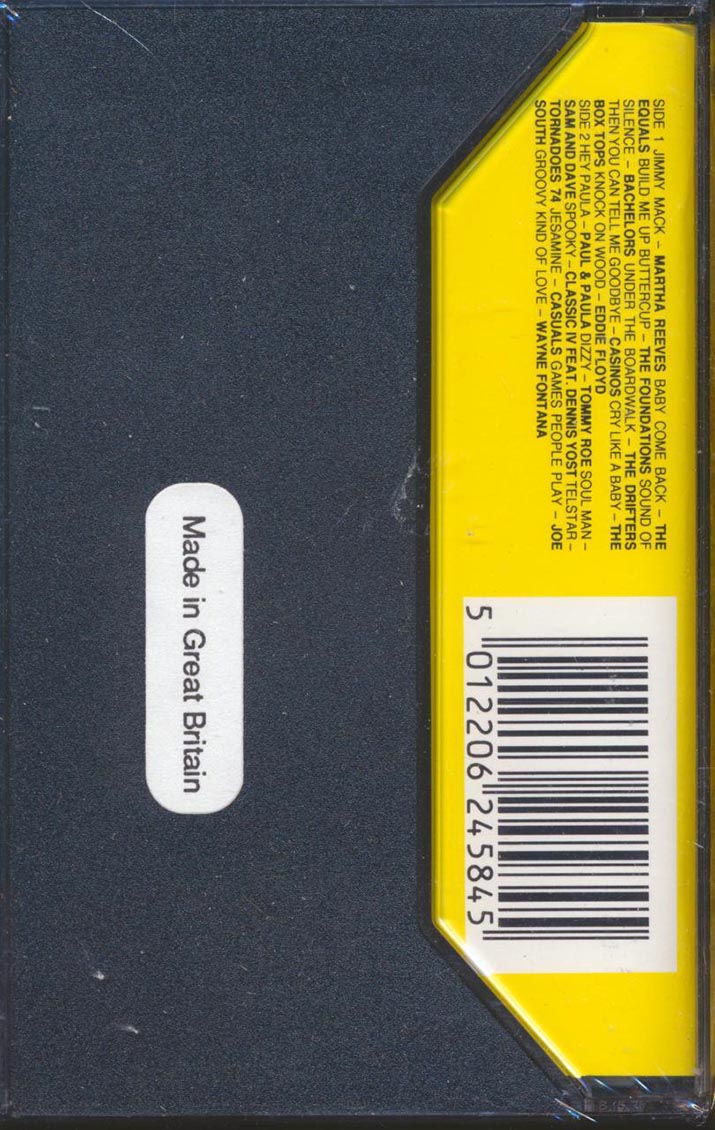 SIDE 1 JIMMY MACK – MARTHA REEVES BABY COME BACK – THE
EQUALS BUILD ME UP BUTTERCUP – THE FOUNDATIONS SOUND OF
SILENCE – BACHELORS UNDER THE BOARDWALK – THE DRIFTERS
THEN YOU CAN TELL ME GOODBYE – CASINOS CRY LIKE A BABY – THE
BOX TOPS KNOCK ON WOOD – EDDIE FLOYD
SIDE 2 HEY PAULA – PAUL & PAULA DIZZY – TOMMY ROE SOUL MAN –
SAM AND DAVE SPOOKY – CLASSIC IV FEAT. DENNIS YOST TELSTAR –
TORNADOES 74 JESAMINE – CASUALS GAMES PEOPLE PLAY – JOE
SOUTH GROOVY KIND OF LOVE – WAYNE FONTANA
5 012206 245845
Made in Great Britain